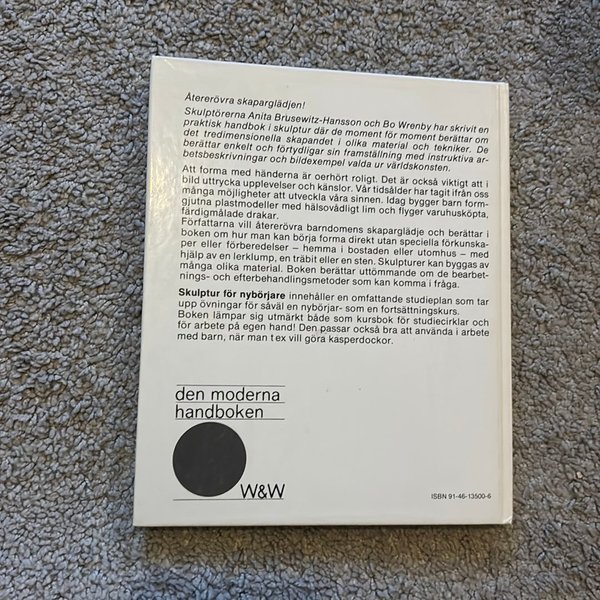 Återerövra skaparglädjen!
Skulptörerna Anita Brusewitz-Hansson och Bo Wrenby har skrivit en
praktisk handbok i skulptur där de moment för moment berättar om
det tredimensionella skapandet i olika material och tekniker. De
berättar enkelt och förtydligar sin framställning med instruktiva ar-
betsbeskrivningar och bildexempel valda ur världskonsten.
Att forma med händerna är oerhört roligt. Det är också viktigt att i
bild uttrycka upplevelser och känslor. Vår tidsålder har tagit ifrån oss
många möjligheter att utveckla våra sinnen. Idag bygger barn form-
gjutna plastmodeller med hälsovådligt lim och flyger varuhusköpta,
färdigmålade drakar.
Författarna vill återerövra barndomens skaparglädje och berättar i
boken om hur man kan börja forma direkt utan speciella förkunska-
per eller förberedelser – hemma i bostaden eller utomhus – med
hjälp av en lerklump, en träbit eller en sten. Skulpturer kan byggas av
många olika material. Boken berättar uttömmande om de bearbet-
nings- och efterbehandlingsmetoder som kan komma i fråga.
Skulptur för nybörjare innehåller en omfattande studieplan som tar
upp övningar för såväl en nybörjar- som en fortsättningskurs.
Boken lämpar sig utmärkt både som kursbok för studiecirklar och
för arbete på egen hand! Den passar också bra att använda i arbete
med barn, när man t ex vill göra kasperdockor.
den moderna
handboken
W&W
ISBN 91-46-13500-6